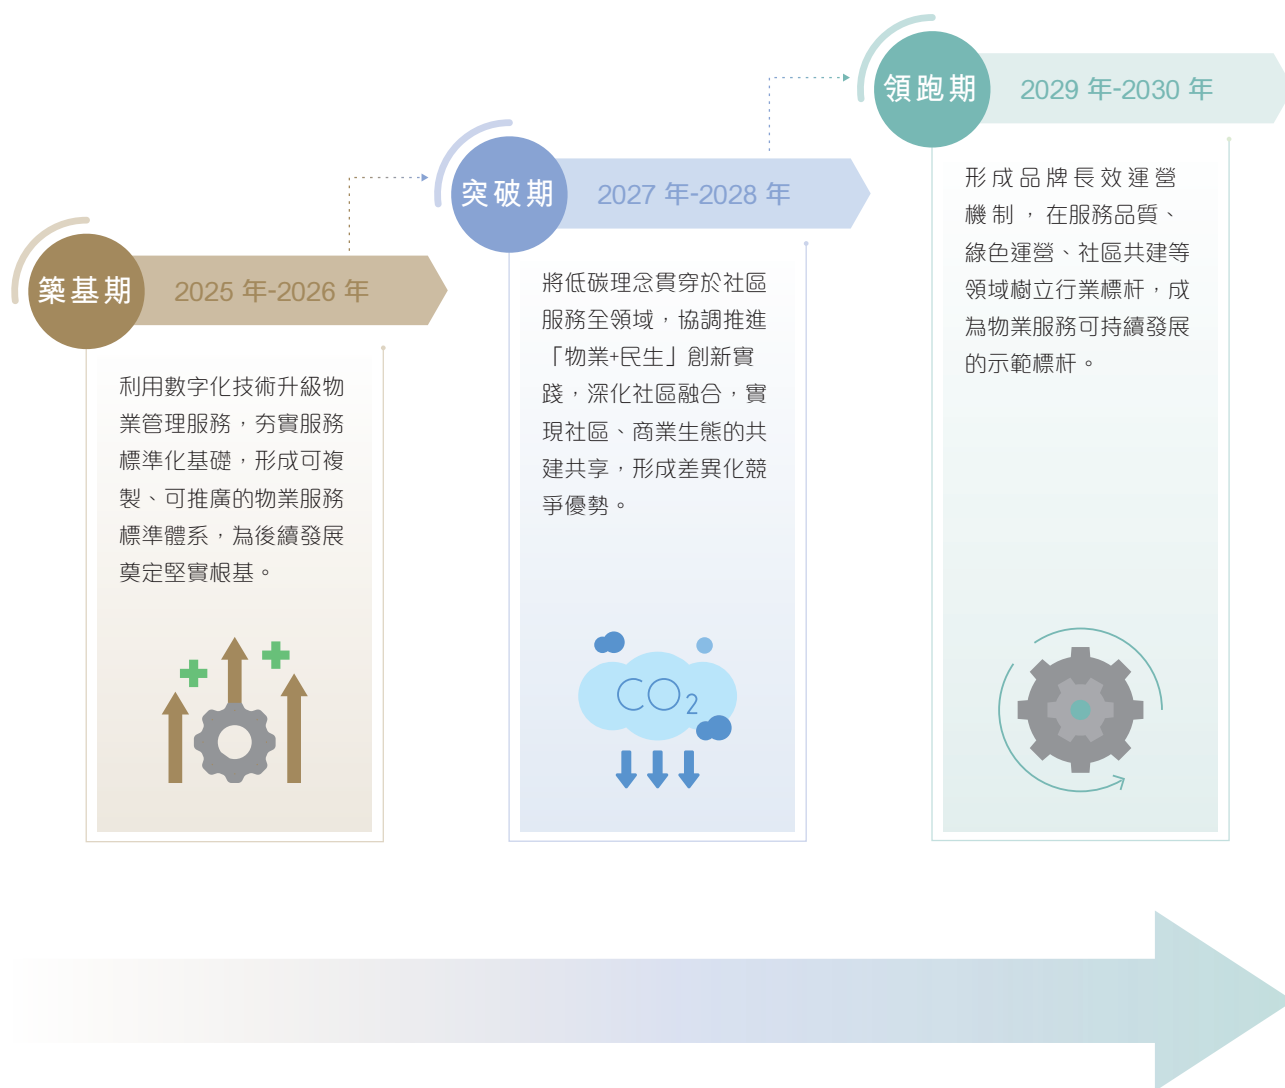 築基期
2025 年-2026 年
利用數字化技術升級物
業管理服務，夯實服務
標準化基礎，形成可複
製、可推廣的物業服務
標準體系，為後續發展
奠定堅實根基。
突破期
2027 年-2028 年
將低碳理念貫穿於社區
服務全領域，協調推進
「物業+民生」創新實
踐，深化社區融合，實
現社區、商業生態的共
建共享，形成差異化競
爭優勢。
CO2
領跑期
2029 年-2030 年
形成品牌長效運營
機制，在服務品質、
綠色運營、社區共建等
領域樹立行業標杆，成
為物業服務可持續發展
的示範標杆。